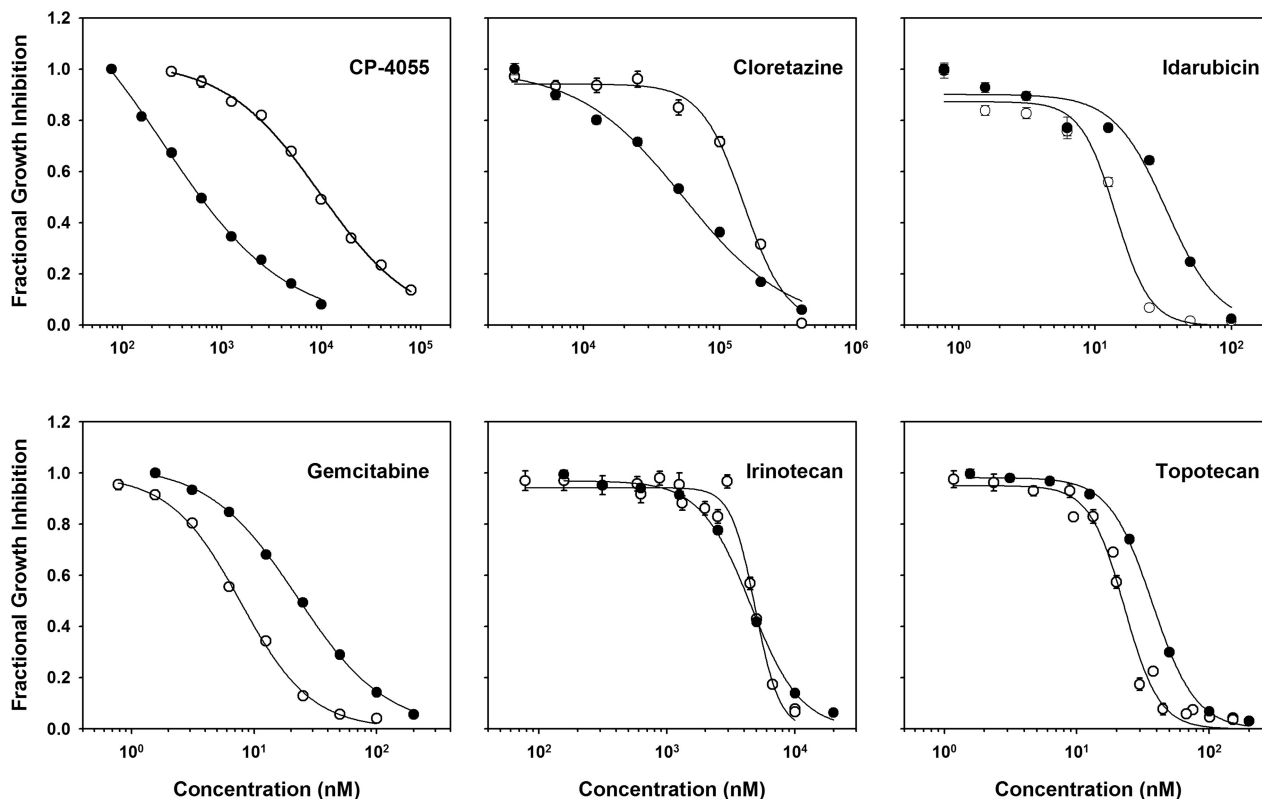 Fractional Growth Inhibition
1.2
1.0
0.8
0.6
0.4
0.2
0.0
CP-4055
10² 10³ 10⁴ 10⁵
Cloretazine
10⁴ 10⁵ 10⁶
Idarubicin
10⁰ 10¹ 10²
Fractional Growth Inhibition
1.2
1.0
0.8
0.6
0.4
0.2
0.0
Gemcitabine
10⁰ 10¹ 10²
Concentration (nM)
Irinotecan
10² 10³ 10⁴
Concentration (nM)
Topotecan
10⁰ 10¹ 10²
Concentration (nM)